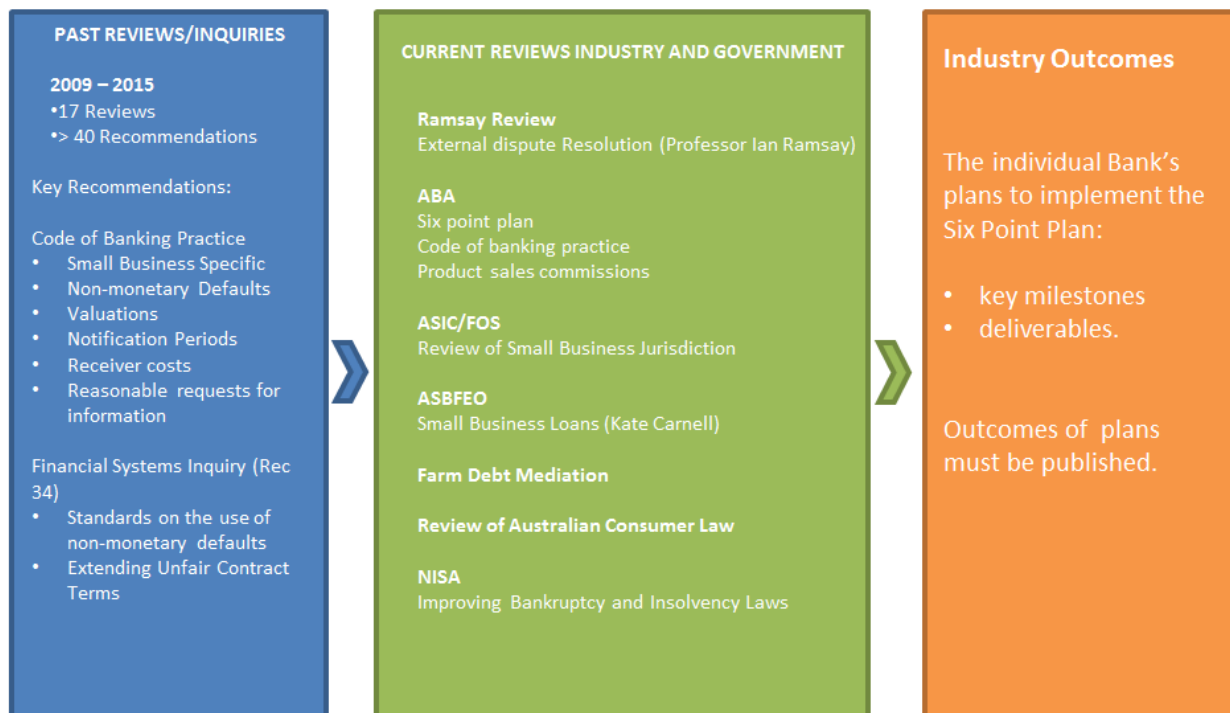 PAST REVIEWS/INQUIRIES
2009 – 2015
•17 Reviews
•> 40 Recommendations
Key Recommendations:
Code of Banking Practice
• Small Business Specific
• Non-monetary Defaults
• Valuations
• Notification Periods
• Receiver costs
• Reasonable requests for
information
Financial Systems Inquiry (Rec
34)
• Standards on the use of
non-monetary defaults
• Extending Unfair Contract
Terms
CURRENT REVIEWS INDUSTRY AND GOVERNMENT
Ramsay Review
External dispute Resolution (Professor Ian Ramsay)
ABA
Six point plan
Code of banking practice
Product sales commissions
ASIC/FOS
Review of Small Business Jurisdiction
ASBFEO
Small Business Loans (Kate Carnell)
Farm Debt Mediation
Review of Australian Consumer Law
NISA
Improving Bankruptcy and Insolvency Laws
Industry Outcomes
The individual Bank’s
plans to implement the
Six Point Plan:
• key milestones
• deliverables.
Outcomes of plans
must be published.